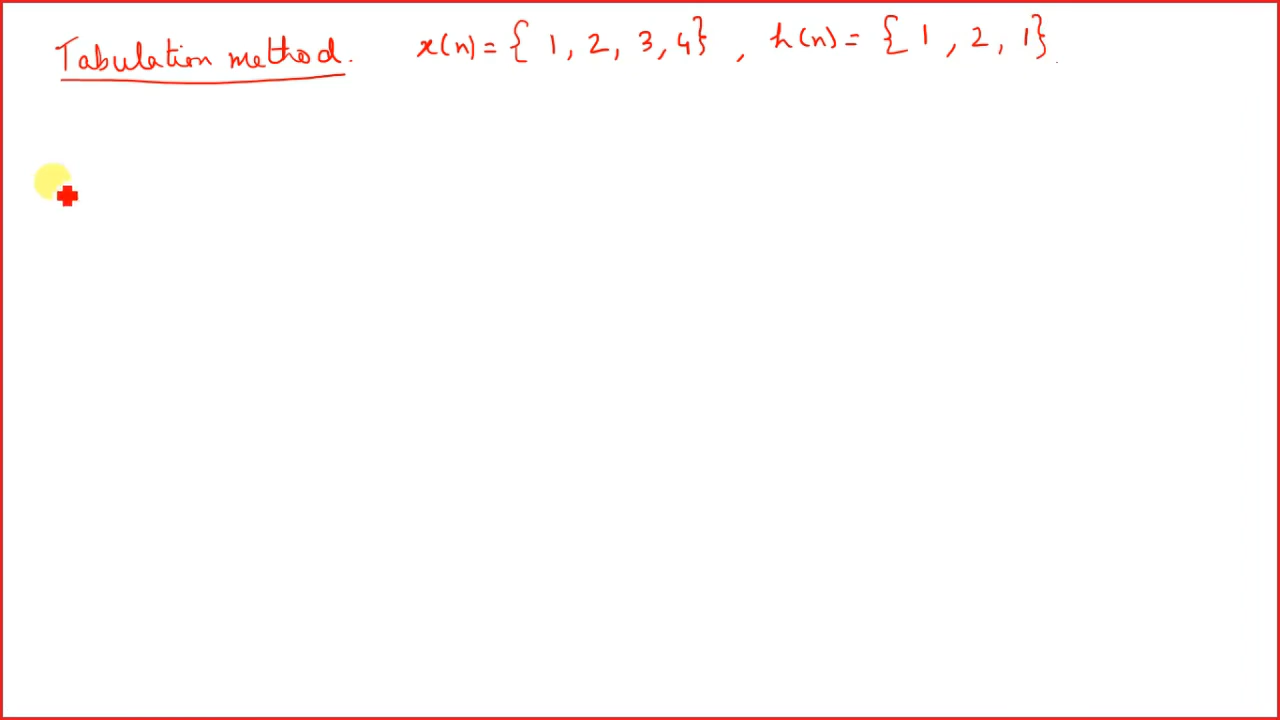 Tabulation method. x(n) = { 1, 2, 3, 4} , h(n) = { 1, 2, 1}